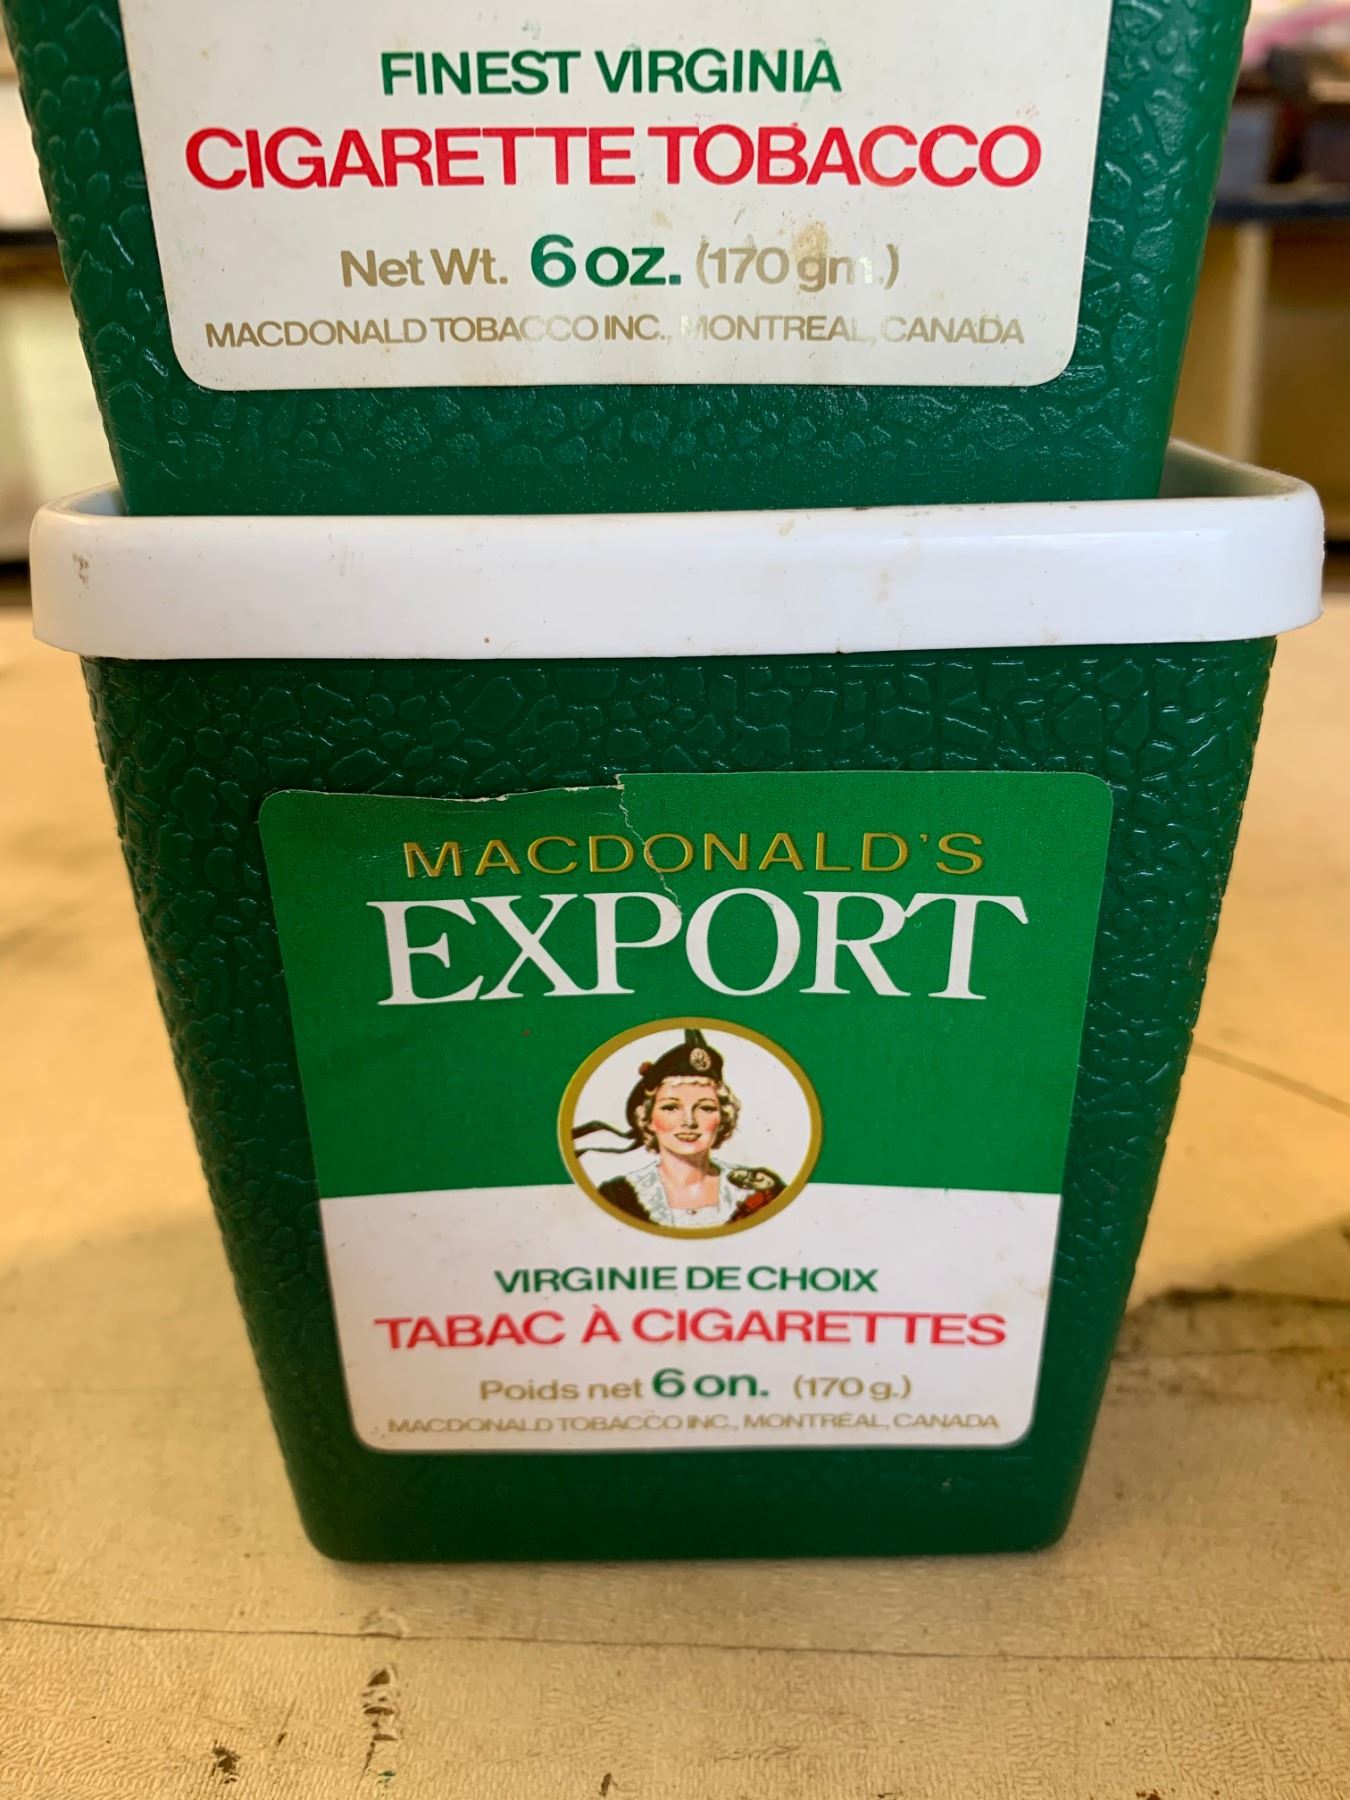 FINEST VIRGINIA
CIGARETTE TOBACCO
Net Wt. 6 oz. (170 gm.)
MACDONALD TOBACCO INC., MONTREAL, CANADA
MACDONALD'S
EXPORT
VIRGINIE DE CHOIX
TABAC À CIGARETTES
Poids net 6 on. (170 g.)
MACDONALD TOBACCO INC., MONTRÉAL, CANADA